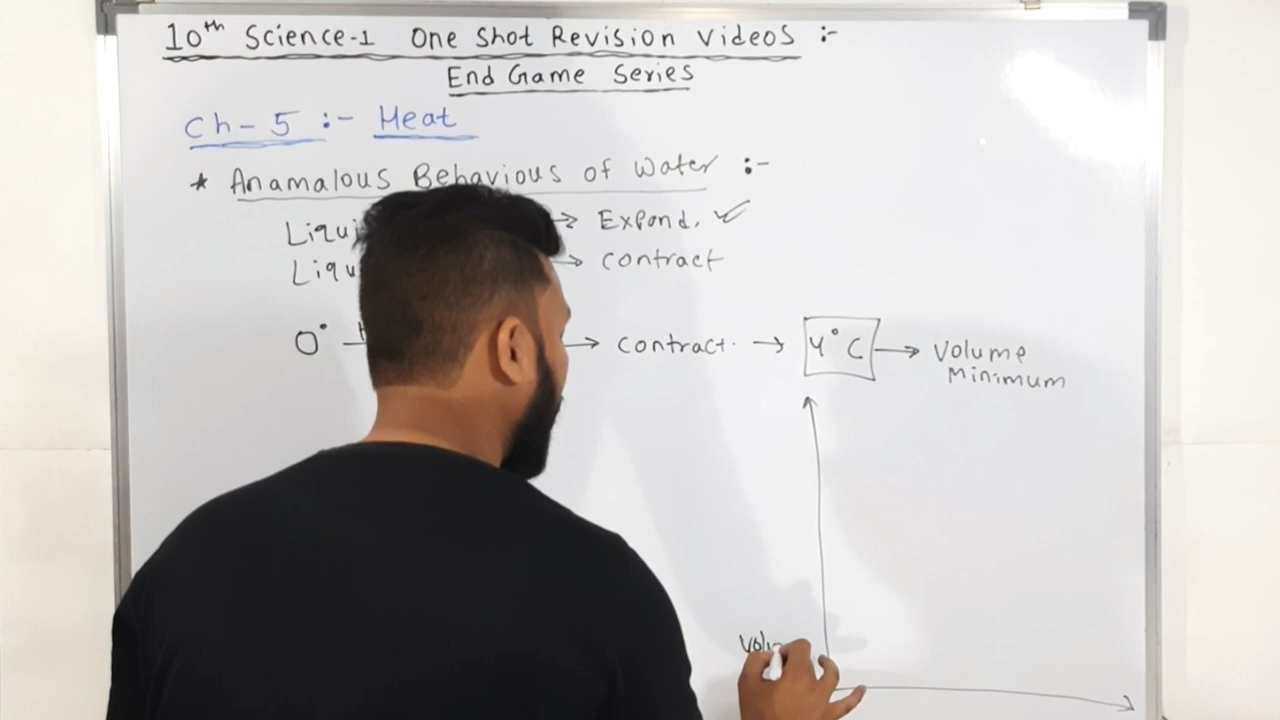 10th Science-1 One Shot Revision Videos :-
End Game Series
Ch-5 :- Heat
* Anamalous Behavious of Water :-
→ Expand. ✓
→ contract
0° → contract. → 4°C → Volume
Minimum